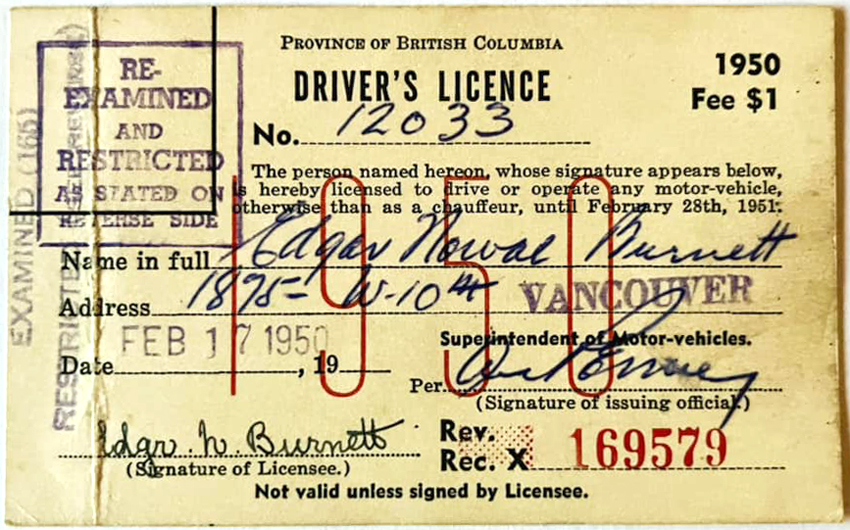 PROVINCE OF BRITISH COLUMBIA
DRIVER'S LICENCE
1950
Fee $1
No. 12033
RE-
EXAMINED
AND
RESTRICTED
AS STATED ON
REVERSE SIDE
EXAMINED (165)
RESTRICTED
The person named hereon, whose signature appears below,
is hereby licensed to drive or operate any motor-vehicle,
otherwise than as a chauffeur, until February 28th, 1951.
1950
Name in full Edgar Burnett
Address 1875- W-10th VANCOUVER
Superintendent of Motor-vehicles.
Date FEB 17 1950, 19
Per
(Signature of issuing official.)
Edgar N. Burnett
(Signature of Licensee.)
Rev.
Rec. X 169579
Not valid unless signed by Licensee.